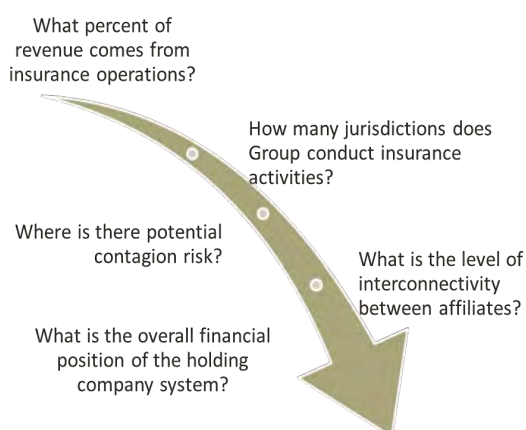 What percent of
revenue comes from
insurance operations?
How many jurisdictions does
Group conduct insurance
activities?
Where is there potential
contagion risk?
What is the level of
interconnectivity
between affiliates?
What is the overall financial
position of the holding
company system?